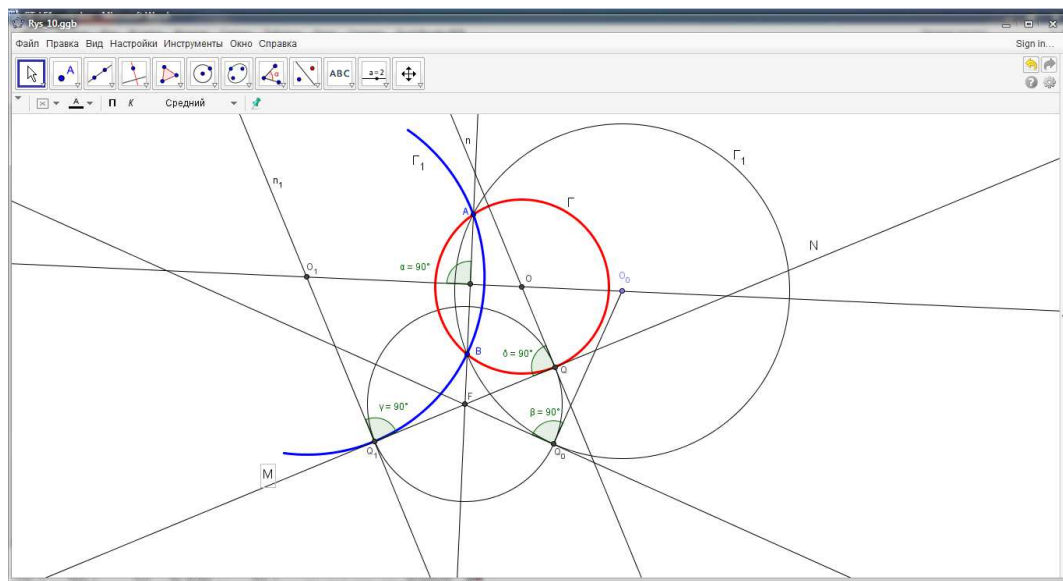 Rys_10.ggb
Файл Правка Вид Настройки Инструменты Окно Справка
Sign in...
A
ABC
a=2
A П К Средний
n
Γ₁
Γ₁
n₁
A
Γ
N
α = 90°
O₁
O
O₀
B
δ = 90°
Q
F
γ = 90°
β = 90°
Q₁
Q₀
M